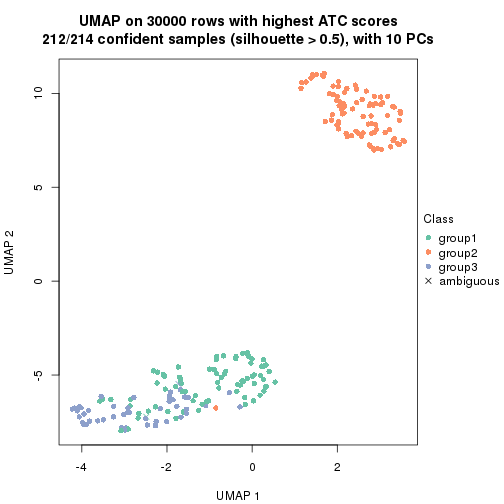 UMAP on 30000 rows with highest ATC scores
212/214 confident samples (silhouette > 0.5), with 10 PCs
10
5
0
-5
UMAP 2
-4
-2
0
2
UMAP 1
Class
group1
group2
group3
ambiguous